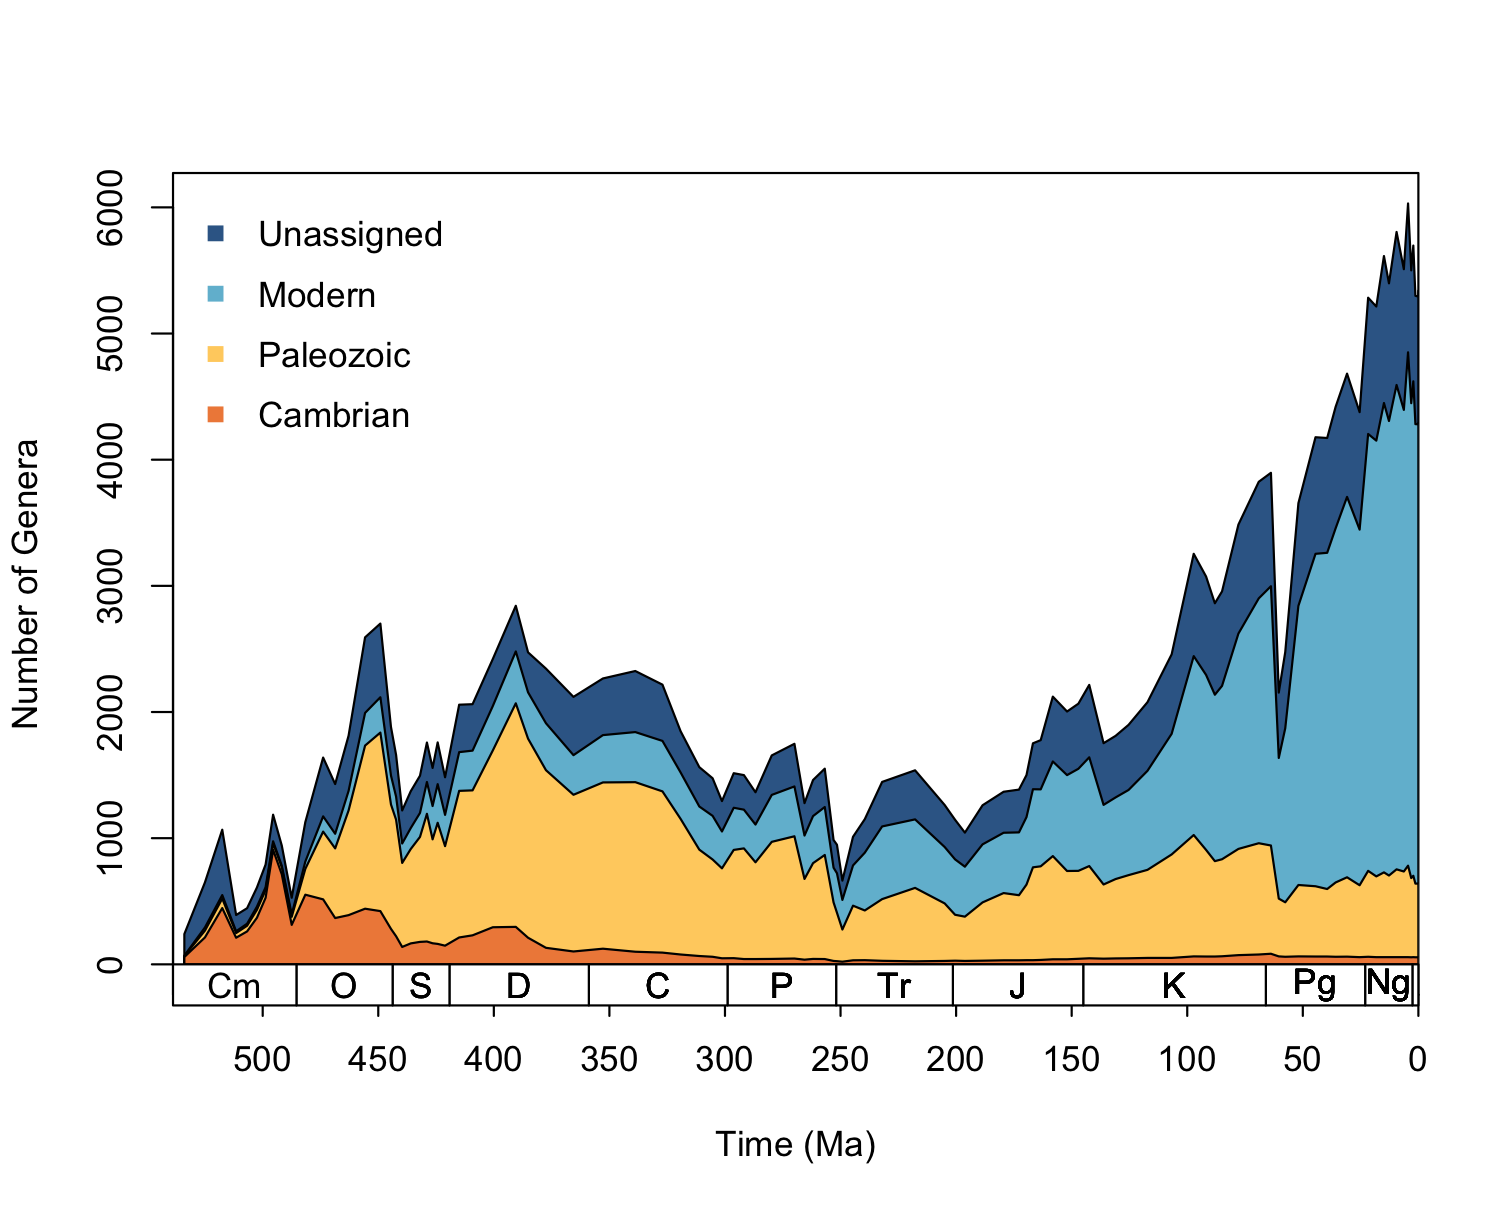 Unassigned
Modern
Paleozoic
Cambrian
Number of Genera
6000
5000
4000
3000
2000
1000
0
Cm O S D C P Tr J K Pg Ng
500 450 400 350 300 250 200 150 100 50 0
Time (Ma)